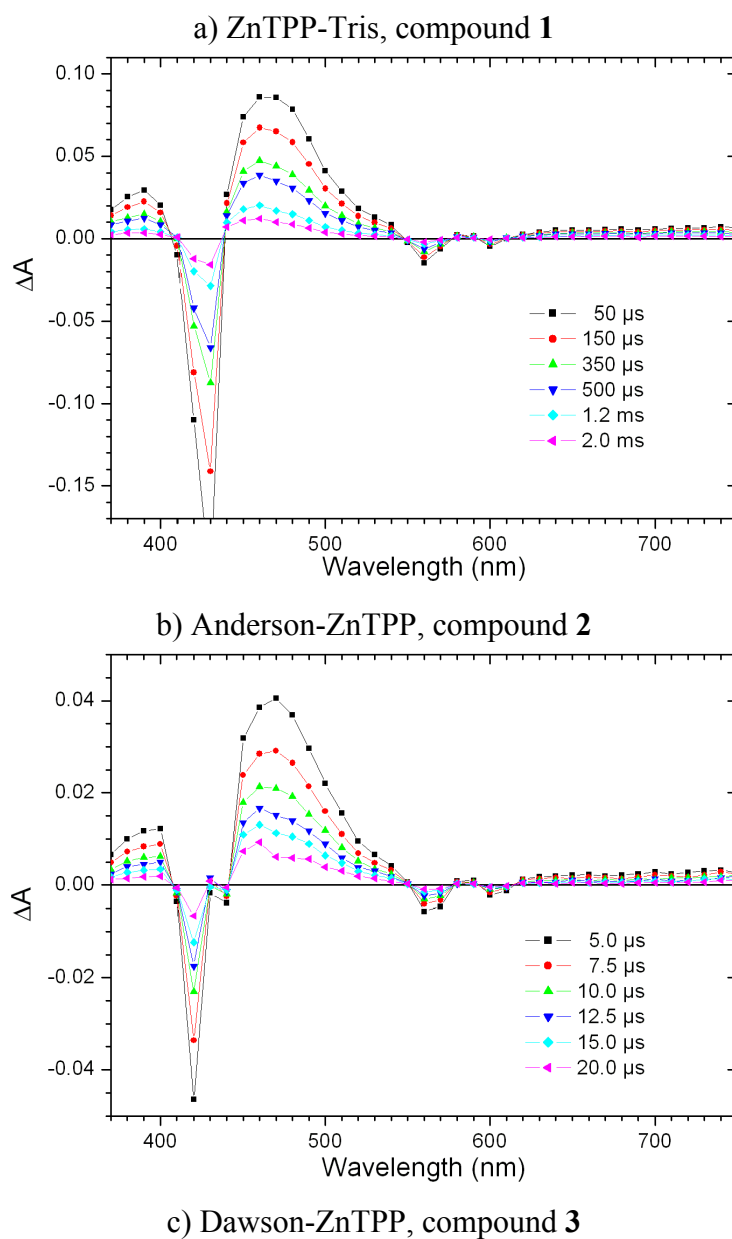 a) ZnTPP-Tris, compound 1
0.10
0.05
0.00
-0.05
-0.10
-0.15
ΔA
50 µs
150 µs
350 µs
500 µs
1.2 ms
2.0 ms
400 500 600 700
Wavelength (nm)
b) Anderson-ZnTPP, compound 2
0.04
0.02
0.00
-0.02
-0.04
ΔA
5.0 µs
7.5 µs
10.0 µs
12.5 µs
15.0 µs
20.0 µs
400 500 600 700
Wavelength (nm)
c) Dawson-ZnTPP, compound 3